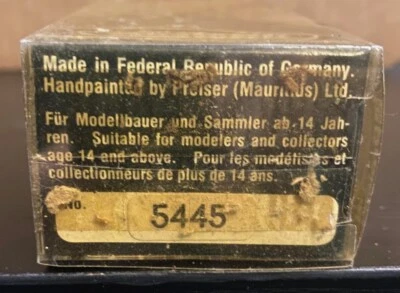 Made in Federal Republic of Germany.
Handpainted by Preiser (Mauritius) Ltd.
Für Modellbauer und Sammler ab 14 Jah-
ren. Suitable for modelers and collectors
age 14 and above. Pour les modélistes et
collectionneurs de plus de 14 ans.
No.
5445